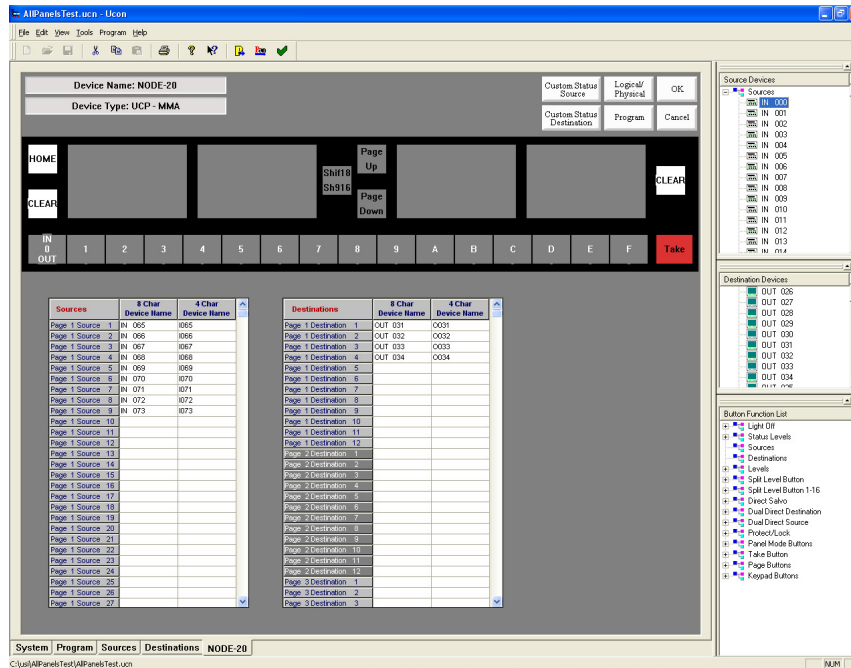 AllPanelsTest.ucn - Ucon
File Edit View Tools Program Help
Device Name: NODE-20
Device Type: UCP - MMA
Custom Status Source
Logical/ Physical
OK
Custom Status Destination
Program
Cancel
HOME
CLEAR
Shif18
Sh916
Page Up
Page Down
CLEAR
IN 0 OUT
1 2 3 4 5 6 7 8 9 A B C D E F
Take
Sources 8 Char Device Name 4 Char Device Name
Page 1 Source 1 IN 065 I065
Page 1 Source 2 IN 066 I066
Page 1 Source 3 IN 067 I067
Page 1 Source 4 IN 068 I068
Page 1 Source 5 IN 069 I069
Page 1 Source 6 IN 070 I070
Page 1 Source 7 IN 071 I071
Page 1 Source 8 IN 072 I072
Page 1 Source 9 IN 073 I073
Page 1 Source 10
Page 1 Source 11
Page 1 Source 12
Page 1 Source 13
Page 1 Source 14
Page 1 Source 15
Page 1 Source 16
Page 1 Source 17
Page 1 Source 18
Page 1 Source 19
Page 1 Source 20
Page 1 Source 21
Page 1 Source 22
Page 1 Source 23
Page 1 Source 24
Page 1 Source 25
Page 1 Source 26
Page 1 Source 27
Destinations 8 Char Device Name 4 Char Device Name
Page 1 Destination 1 OUT 031 O031
Page 1 Destination 2 OUT 032 O032
Page 1 Destination 3 OUT 033 O033
Page 1 Destination 4 OUT 034 O034
Page 1 Destination 5
Page 1 Destination 6
Page 1 Destination 7
Page 1 Destination 8
Page 1 Destination 9
Page 1 Destination 10
Page 1 Destination 11
Page 1 Destination 12
Page 2 Destination 1
Page 2 Destination 2
Page 2 Destination 3
Page 2 Destination 4
Page 2 Destination 5
Page 2 Destination 6
Page 2 Destination 7
Page 2 Destination 8
Page 2 Destination 9
Page 2 Destination 10
Page 2 Destination 11
Page 2 Destination 12
Page 3 Destination 1
Page 3 Destination 2
Page 3 Destination 3
Source Devices
Sources
IN 000
IN 001
IN 002
IN 003
IN 004
IN 005
IN 006
IN 007
IN 008
IN 009
IN 010
IN 011
IN 012
IN 013
IN 014
Destination Devices
OUT 026
OUT 027
OUT 028
OUT 029
OUT 030
OUT 031
OUT 032
OUT 033
OUT 034
OUT 035
Button Function List
Light Off
Status Levels
Sources
Destinations
Levels
Split Level Button
Split Level Button 1-16
Direct Salvo
Dual Direct Destination
Dual Direct Source
Protect/Lock
Panel Mode Buttons
Take Button
Page Buttons
Keypad Buttons
System Program Sources Destinations NODE-20
C:\usi\AllPanelsTest\AllPanelsTest.ucn
NUM